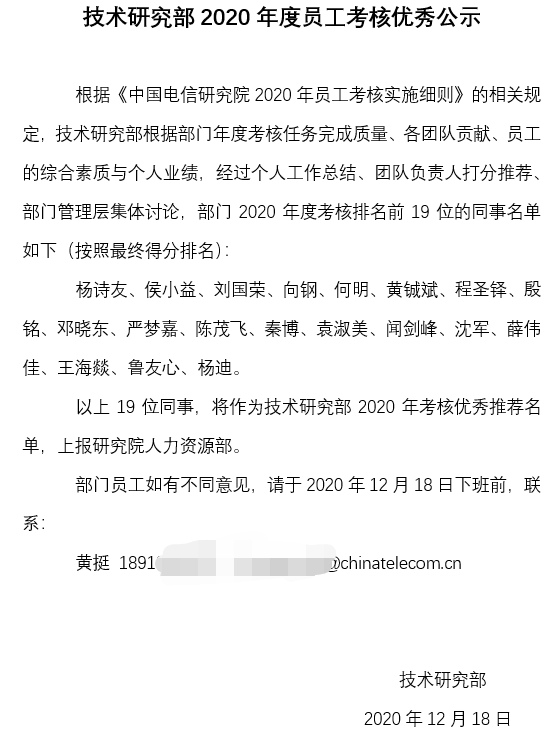 技术研究部 2020 年度员工考核优秀公示
根据《中国电信研究院 2020 年员工考核实施细则》的相关规
定，技术研究部根据部门年度考核任务完成质量、各团队贡献、员工
的综合素质与个人业绩，经过个人工作总结、团队负责人打分推荐、
部门管理层集体讨论，部门 2020 年度考核排名前 19 位的同事名单
如下（按照最终得分排名）：
杨诗友、侯小益、刘国荣、向钢、何明、黄铖斌、程圣铎、殷
铭、邓晓东、严梦嘉、陈茂飞、秦博、袁淑美、闻剑峰、沈军、薛伟
佳、王海燚、鲁友心、杨迪。
以上 19 位同事，将作为技术研究部 2020 年考核优秀推荐名
单，上报研究院人力资源部。
部门员工如有不同意见，请于 2020 年 12 月 18 日下班前，联
系：
黄挺 1891 @chinatelecom.cn
技术研究部
2020 年 12 月 18 日